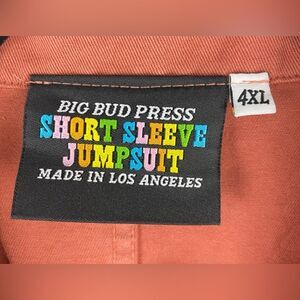 BIG BUD PRESS
SHORT SLEEVE
JUMPSUIT
MADE IN LOS ANGELES
4XL